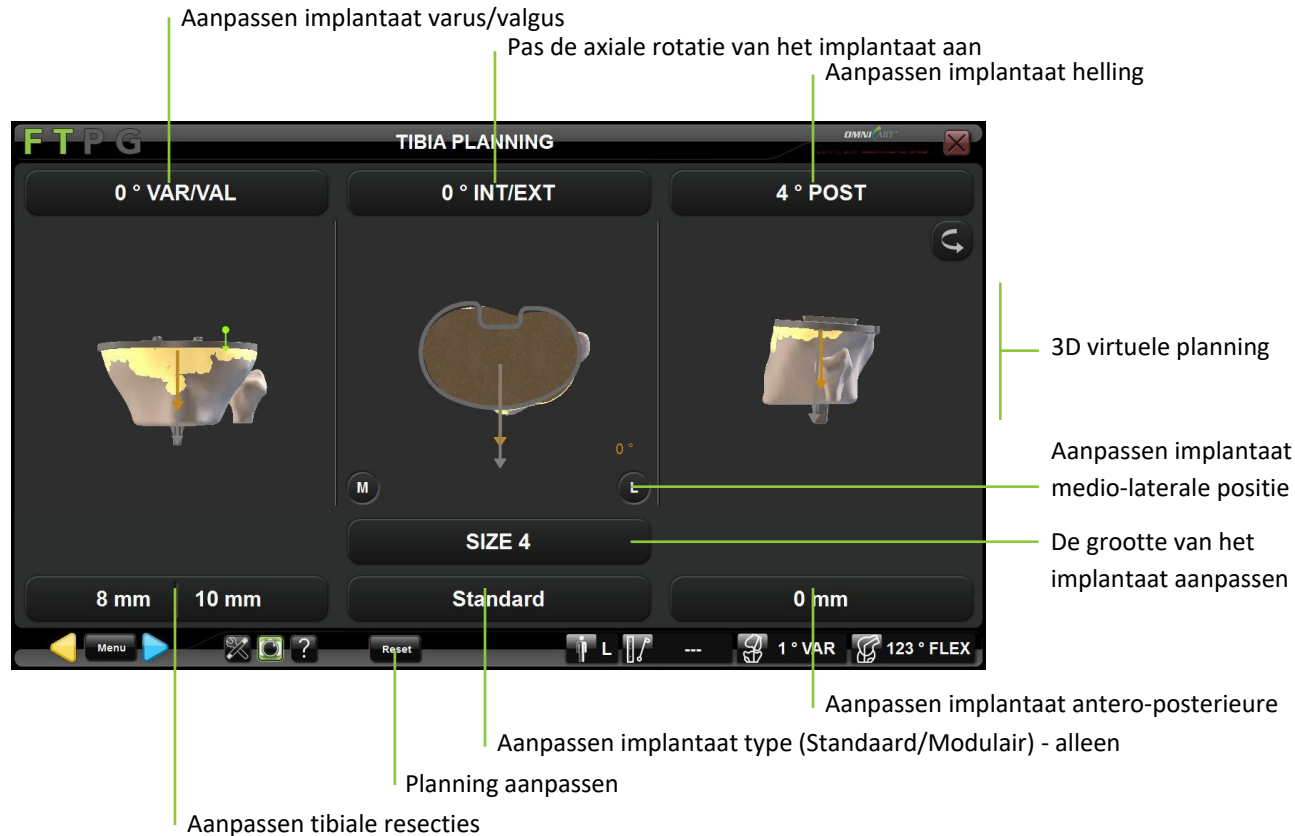 Aanpassen implantaat varus/valgus
Pas de axiale rotatie van het implantaat aan
Aanpassen implantaat helling
F T P G
TIBIA PLANNING
OMNI ART
0 ° VAR/VAL
0 ° INT/EXT
4 ° POST
3D virtuele planning
0 °
M
L
Aanpassen implantaat
medio-laterale positie
SIZE 4
De grootte van het
implantaat aanpassen
8 mm 10 mm
Standard
0 mm
Menu
?
Reset
L
---
1 ° VAR
123 ° FLEX
Aanpassen implantaat antero-posterieure
Aanpassen implantaat type (Standaard/Modulair) - alleen
Planning aanpassen
Aanpassen tibiale resecties